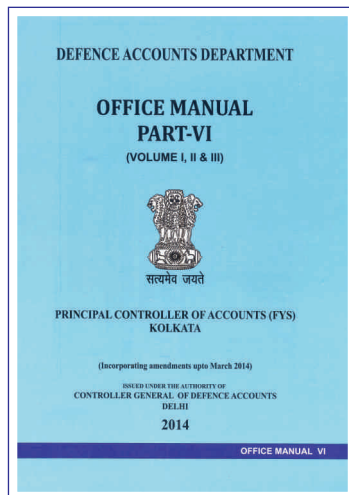 DEFENCE ACCOUNTS DEPARTMENT
OFFICE MANUAL
PART-VI
(VOLUME I, II & III)
सत्यमेव जयते
PRINCIPAL CONTROLLER OF ACCOUNTS (FYS)
KOLKATA
(Incorporating amendments upto March 2014)
ISSUED UNDER THE AUTHORITY OF
CONTROLLER GENERAL OF DEFENCE ACCOUNTS
DELHI
2014
OFFICE MANUAL VI